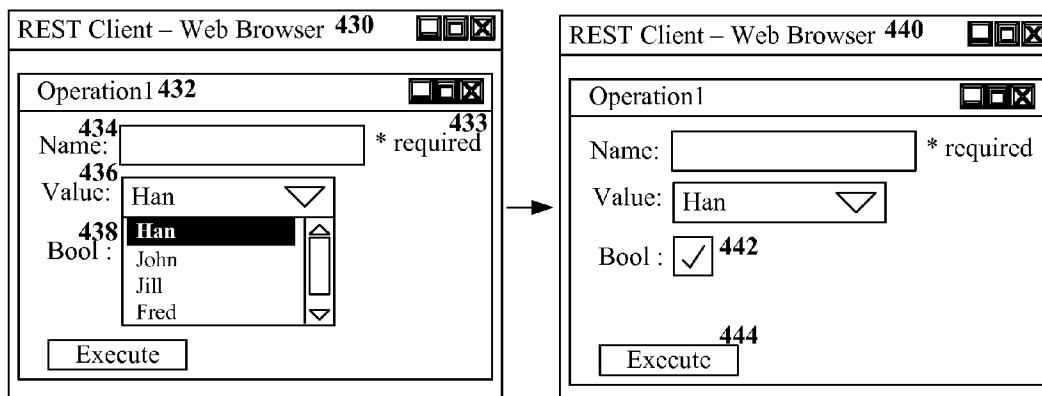 REST Client – Web Browser 430
Operation1 432
433
434
Name: * required
436
Value: Han
438
Bool :
Han
John
Jill
Fred
Execute
REST Client – Web Browser 440
Operation1
Name: * required
Value: Han
Bool : 442
444
Execute